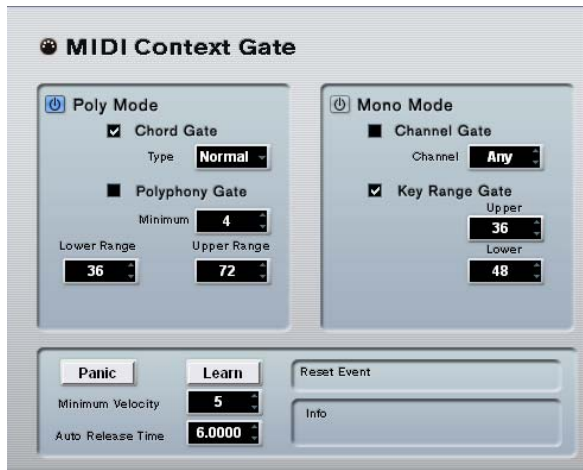 MIDI Context Gate
Poly Mode
Chord Gate
Type Normal
Polyphony Gate
Minimum 4
Lower Range Upper Range
36 72
Mono Mode
Channel Gate
Channel Any
Key Range Gate
Upper
36
Lower
48
Panic Learn
Minimum Velocity 5
Auto Release Time 6.0000
Reset Event
Info